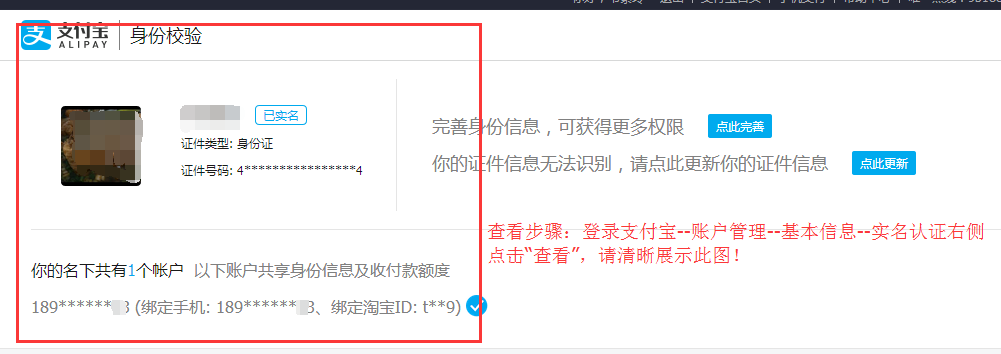 支付宝
ALIPAY
身份校验
已实名
证件类型: 身份证
证件号码: 4****************4
完善身份信息，可获得更多权限 点此完善
你的证件信息无法识别，请点此更新你的证件信息 点此更新
查看步骤：登录支付宝--账户管理--基本信息--实名认证右侧
点击“查看”，请清晰展示此图！
你的名下共有1个帐户 以下账户共享身份信息及收付款额度
189******3 (绑定手机: 189******3、绑定淘宝ID: t**9)